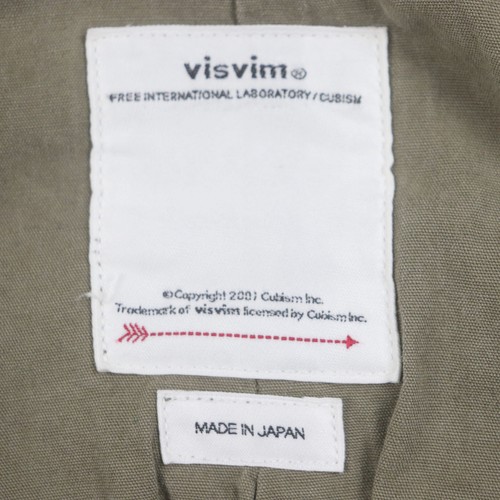 visvim®
FREE INTERNATIONAL LABORATORY / CUBISM
©Copyright 2001 Cubism Inc.
Trademark of visvim licensed by Cubism Inc.
MADE IN JAPAN